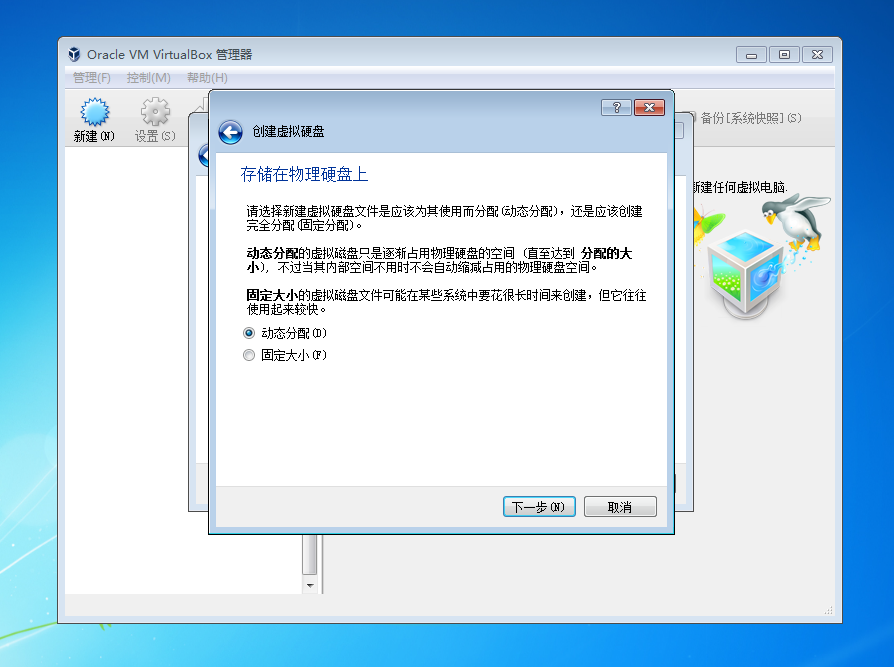 Oracle VM VirtualBox 管理器
管理(F) 控制(M) 帮助(H)
新建(N) 设置(S)
备份[系统快照](S)
新建任何虚拟电脑.
创建虚拟硬盘
存储在物理硬盘上
请选择新建虚拟硬盘文件是应该为其使用而分配(动态分配)，还是应该创建
完全分配(固定分配)。
动态分配的虚拟磁盘只是逐渐占用物理硬盘的空间（直至达到 分配的大
小），不过当其内部空间不用时不会自动缩减占用的物理硬盘空间。
固定大小的虚拟磁盘文件可能在某些系统中要花很长时间来创建，但它往往
使用起来较快。
动态分配(D)
固定大小(F)
下一步(N) 取消